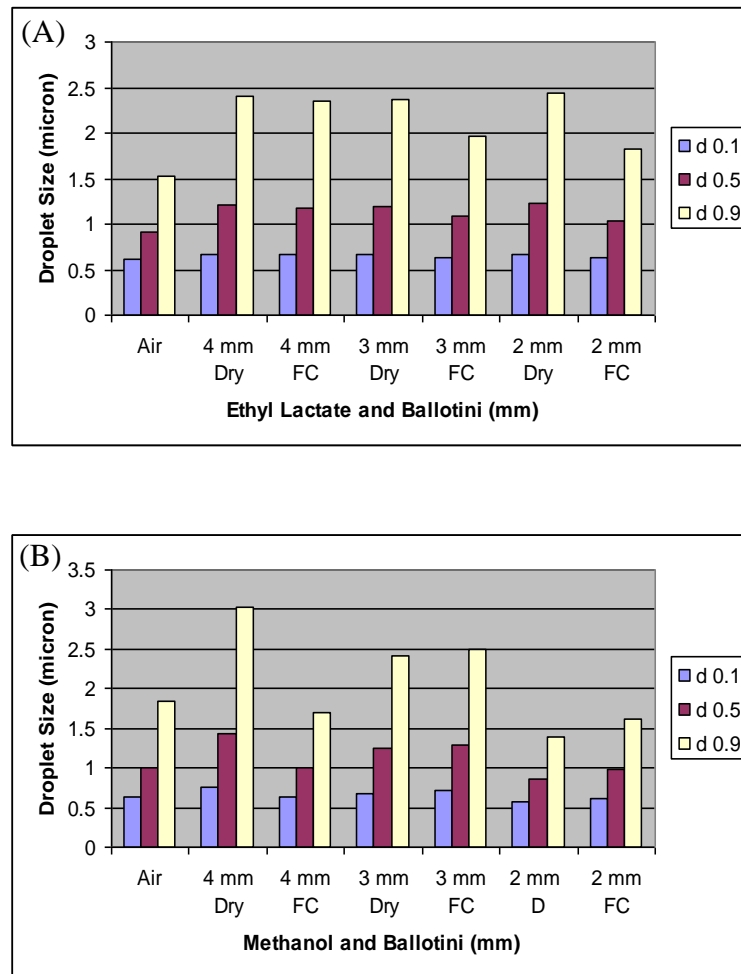 (A)
Droplet Size (micron)
3
2.5
2
1.5
1
0.5
0
Air
4 mm
Dry
4 mm
FC
3 mm
Dry
3 mm
FC
2 mm
Dry
2 mm
FC
Ethyl Lactate and Ballotini (mm)
d 0.1
d 0.5
d 0.9
(B)
Droplet Size (micron)
3.5
3
2.5
2
1.5
1
0.5
0
Air
4 mm
Dry
4 mm
FC
3 mm
Dry
3 mm
FC
2 mm
D
2 mm
FC
Methanol and Ballotini (mm)
d 0.1
d 0.5
d 0.9